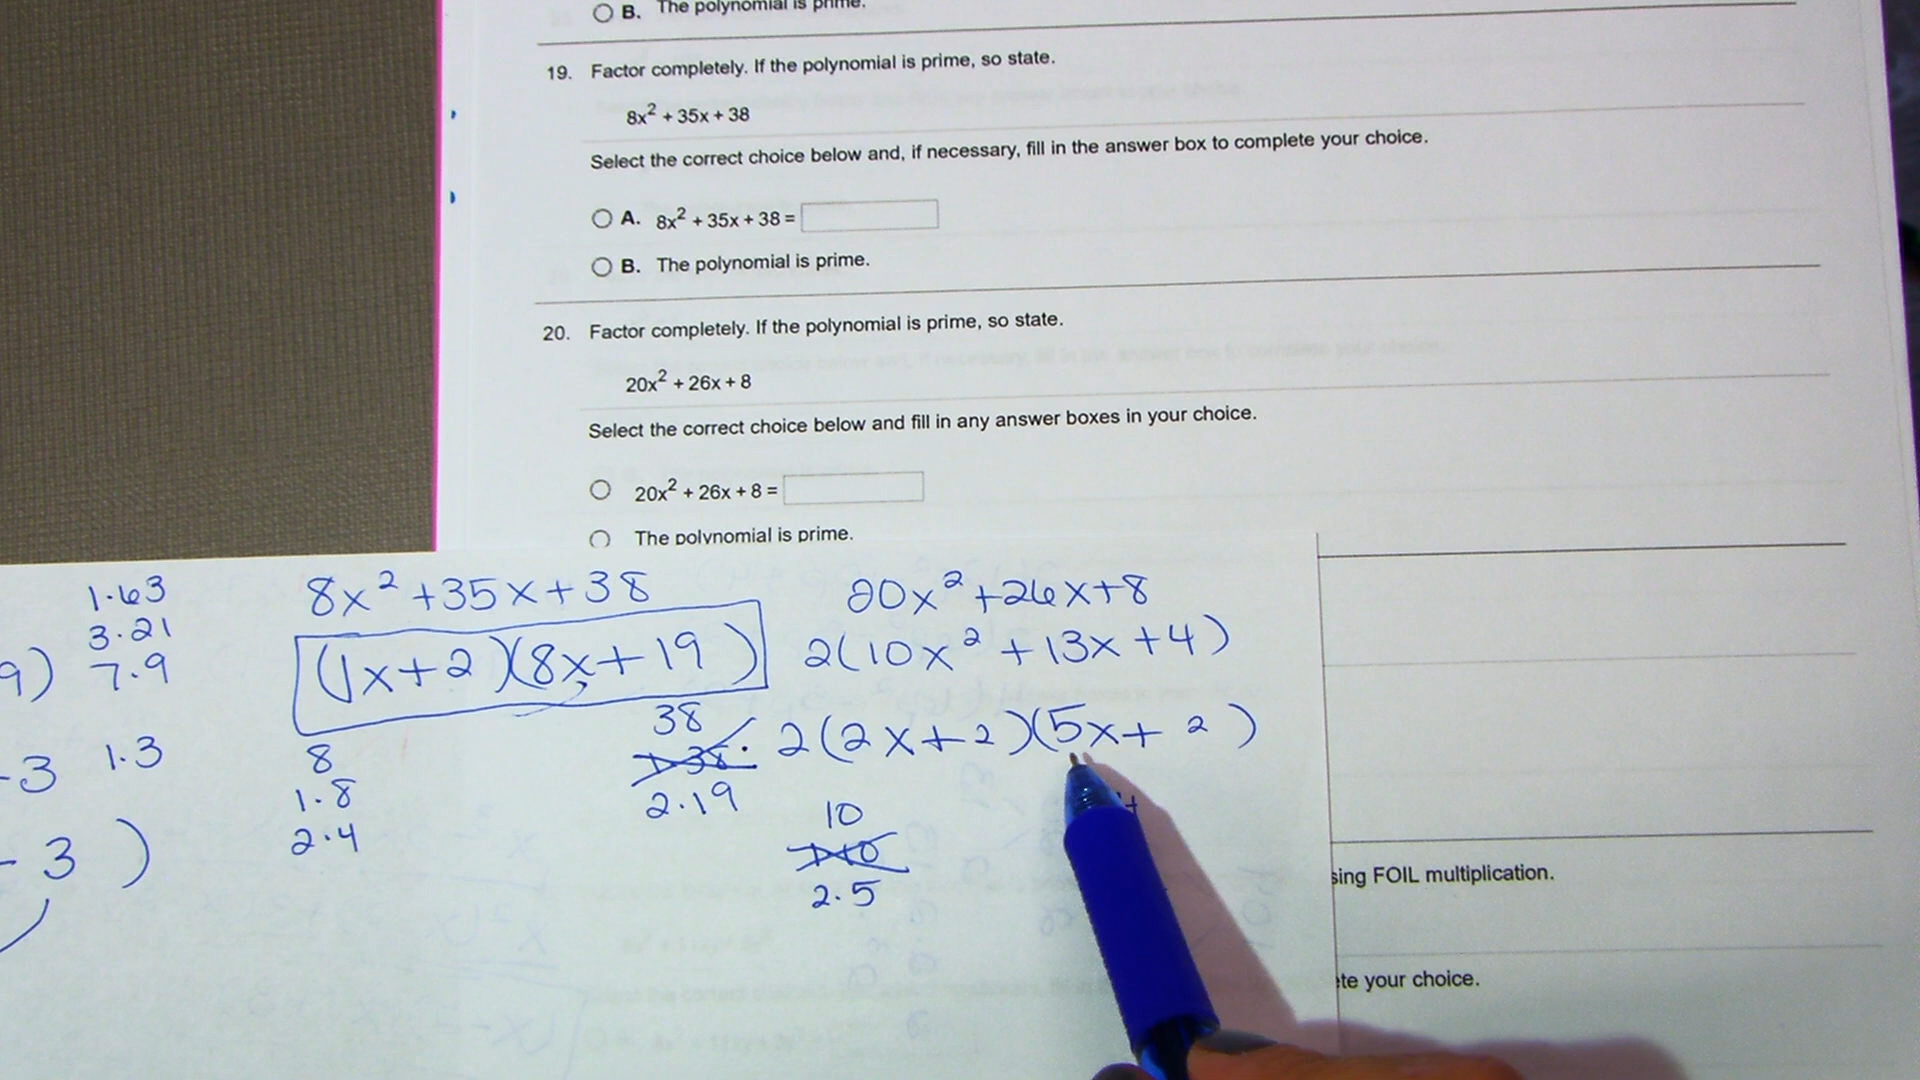 B. The polynomial is prime.
19. Factor completely. If the polynomial is prime, so state.
8x² + 35x + 38
Select the correct choice below and, if necessary, fill in the answer box to complete your choice.
A. 8x² + 35x + 38 =
B. The polynomial is prime.
20. Factor completely. If the polynomial is prime, so state.
20x² + 26x + 8
Select the correct choice below and fill in any answer boxes in your choice.
20x² + 26x + 8 =
The polynomial is prime.
sing FOIL multiplication.
te your choice.
1·63
3·21
9) 7·9
-3 1·3
-3 )
8x²+35x+38
(1x+2)(8x+19)
8
1·8
2·4
38
1·38
2·19
20x²+26x+8
2(10x²+13x+4)
2(2x+2)(5x+2)
10
1·10
2·5